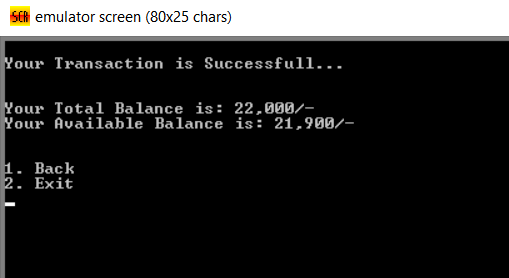 SCR emulator screen (80x25 chars)
Your Transaction is Successfull...
Your Total Balance is: 22,000/-
Your Available Balance is: 21,900/-
1. Back
2. Exit